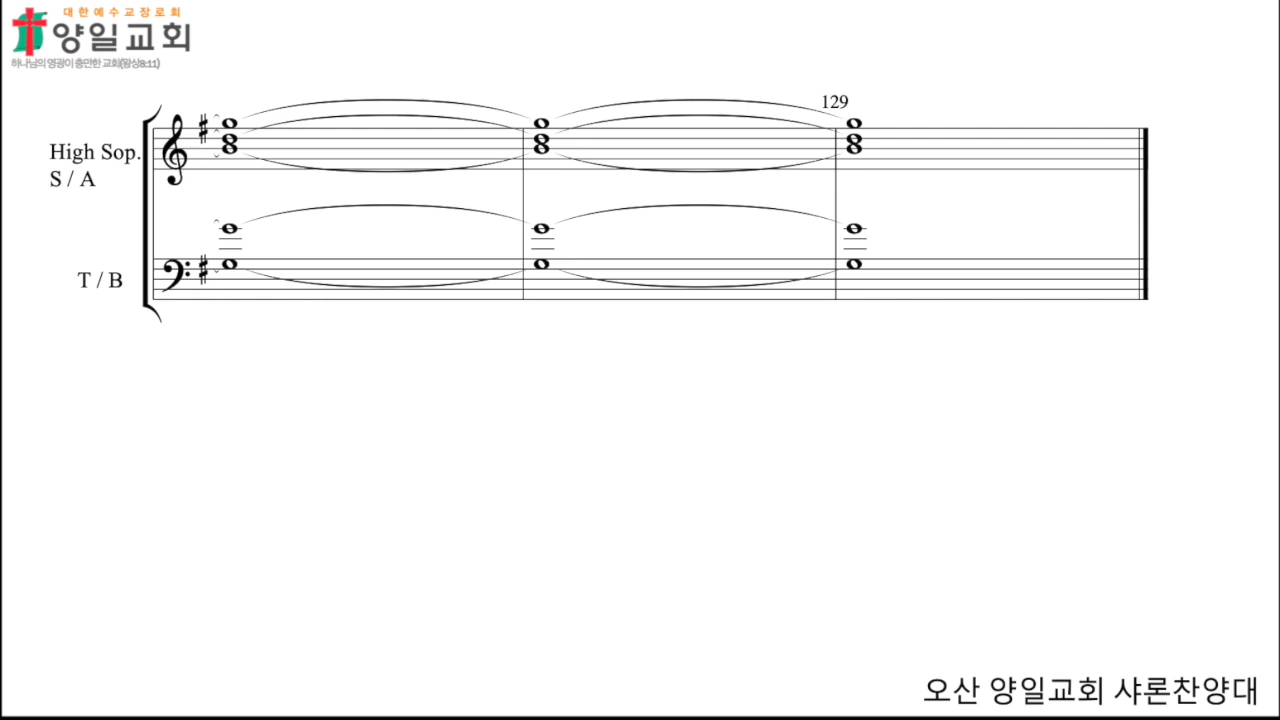 대한예수교장로회
양일교회
하나님의 영광이 충만한 교회(왕상8:11)
129
High Sop.
S / A
T / B
오산 양일교회 샤론찬양대